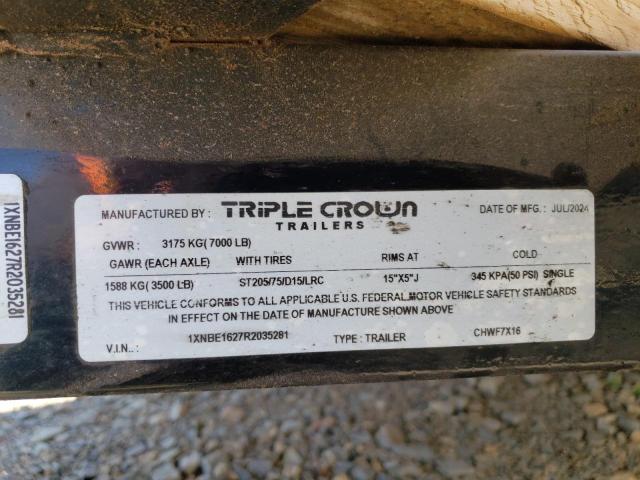 1XNBE1627R2035281
MANUFACTURED BY : TRIPLE CROWN DATE OF MFG. : JUL/2024
TRAILERS
GVWR : 3175 KG( 7000 LB)
GAWR (EACH AXLE) WITH TIRES RIMS AT COLD
1588 KG( 3500 LB) ST205/75/D15/LRC 15"X5"J 345 KPA(50 PSI) SINGLE
THIS VEHICLE CONFORMS TO ALL APPLICABLE U.S. FEDERAL MOTOR VEHICLE SAFETY STANDARDS
IN EFFECT ON THE DATE OF MANUFACTURE SHOWN ABOVE
V.I.N.: 1XNBE1627R2035281 TYPE : TRAILER CHWF7X16